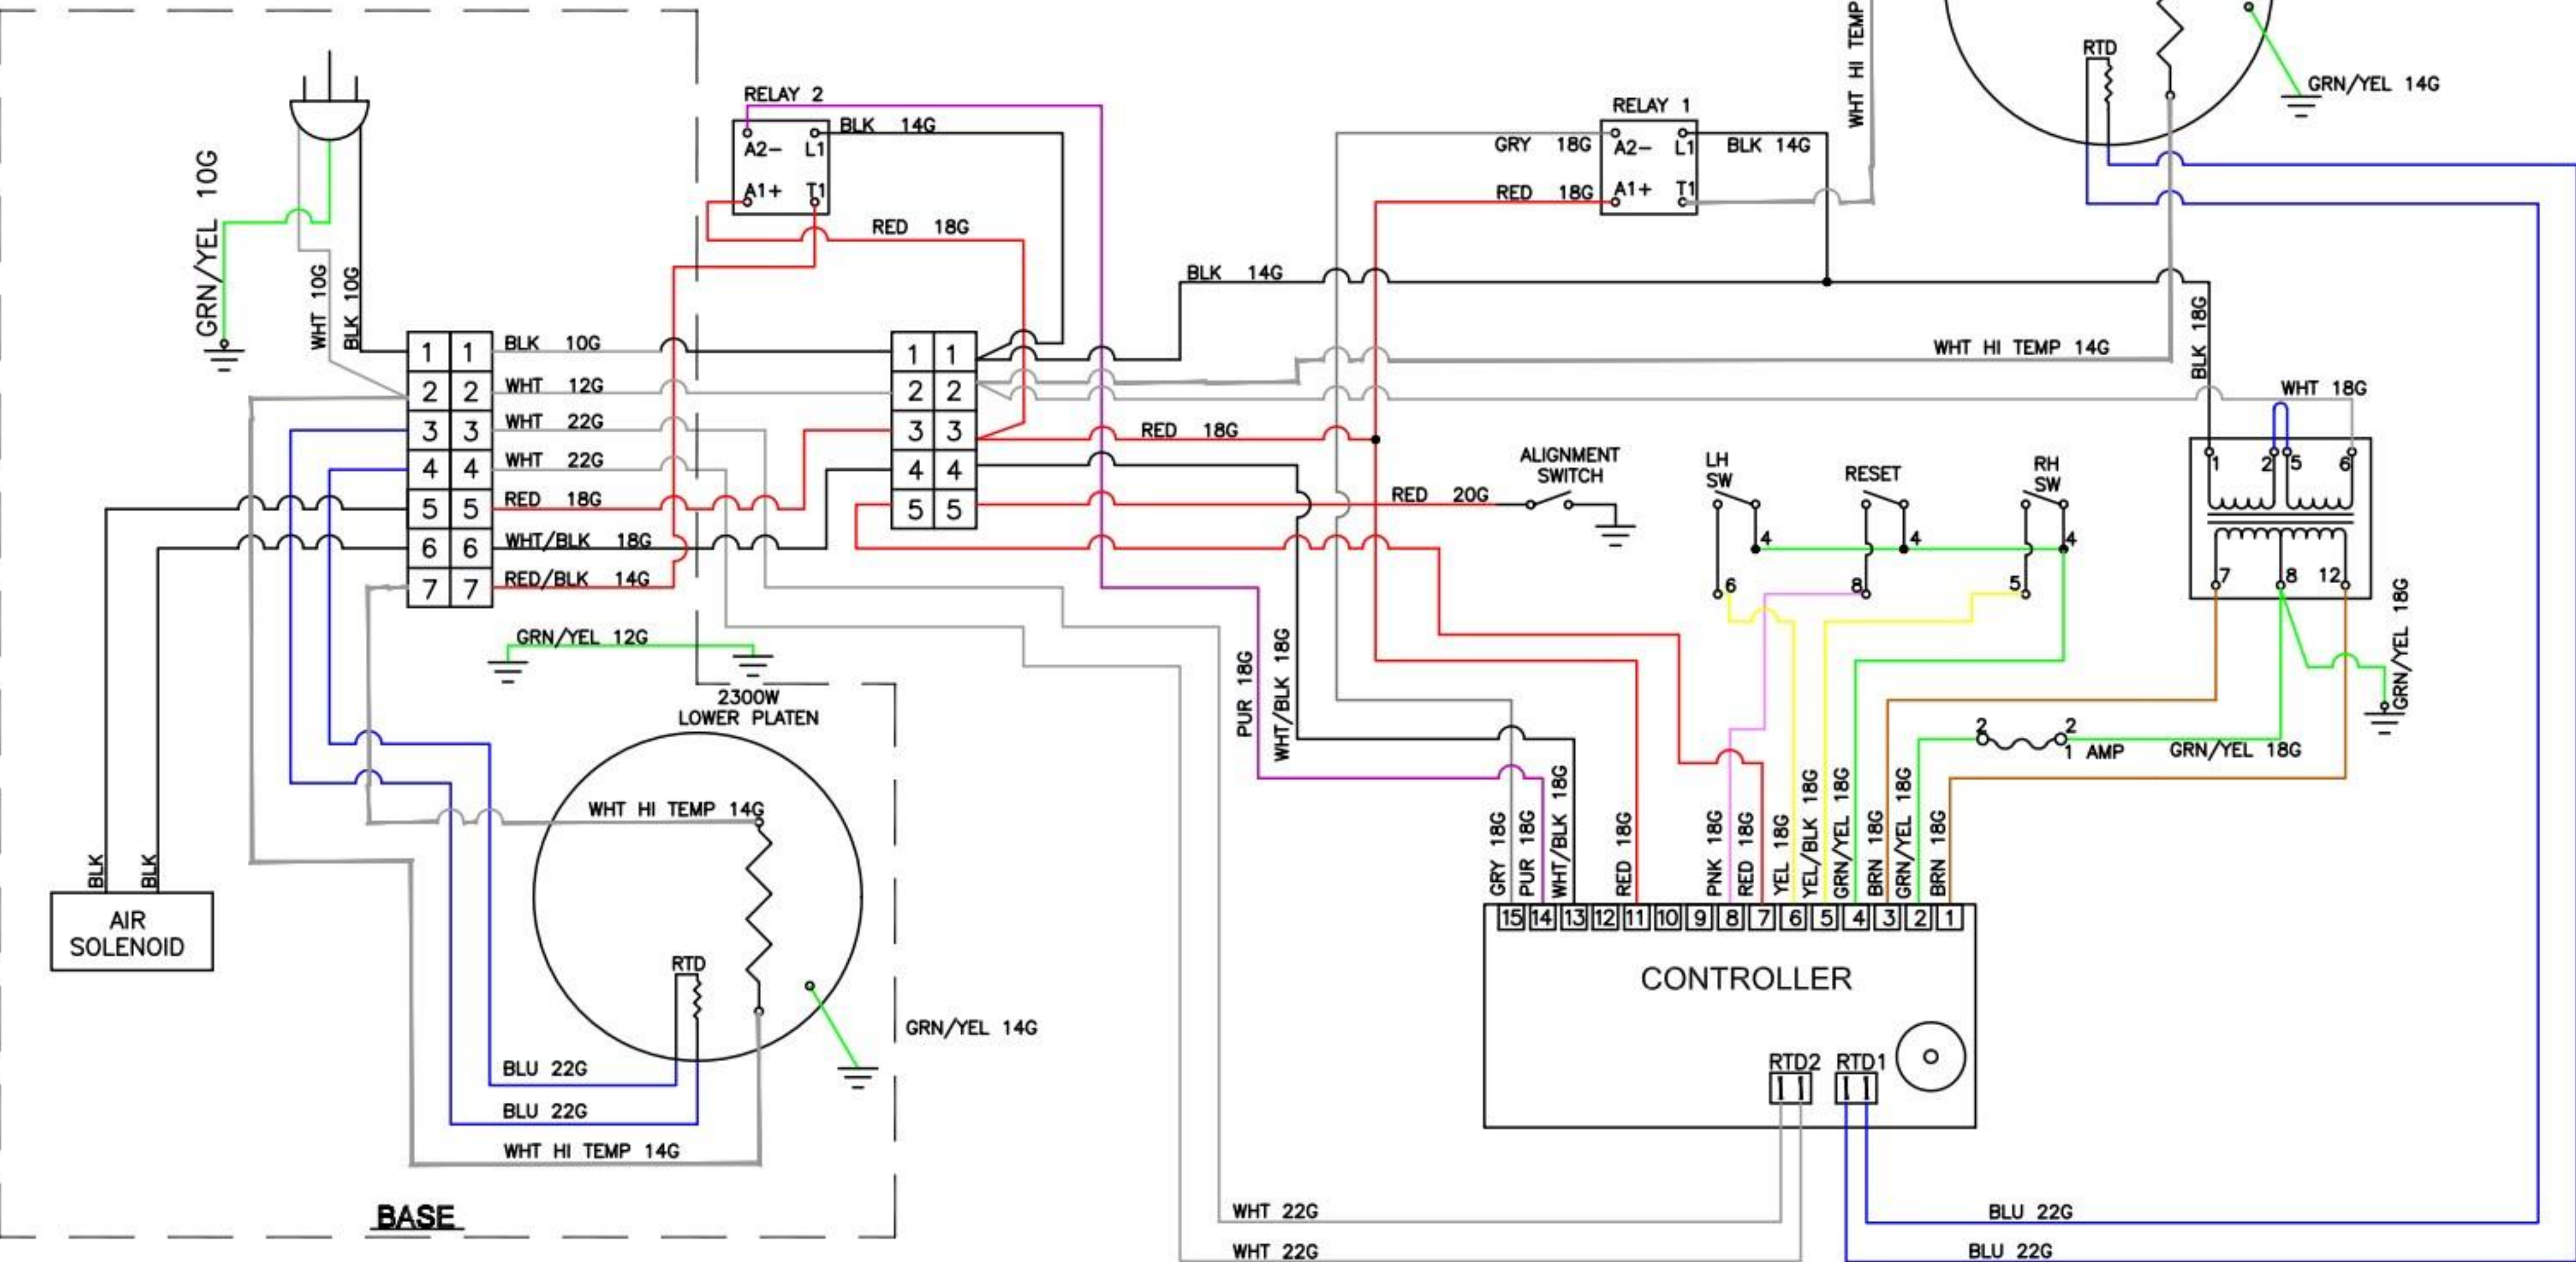 WHT HI TEMP
RTD
GRN/YEL 14G
RELAY 2
A2- L1
A1+ T1
BLK 14G
RED 18G
RELAY 1
A2- L1
A1+ T1
GRY 18G
BLK 14G
RED 18G
GRN/YEL 10G
WHT 10G
BLK 10G
BLK 14G
BLK 18G
WHT HI TEMP 14G
WHT 18G
1 1 BLK 10G
2 2 WHT 12G
3 3 WHT 22G
4 4 WHT 22G
5 5 RED 18G
6 6 WHT/BLK 18G
7 7 RED/BLK 14G
1 1
2 2
3 3
4 4
5 5
RED 18G
RED 20G
ALIGNMENT
SWITCH
LH
SW
RESET
RH
SW
4 4 4
6 8 5
1 2 5 6
7 8 12
GRN/YEL 18G
GRN/YEL 12G
2300W
LOWER PLATEN
PUR 18G
WHT/BLK 18G
2 2
1 AMP
GRN/YEL 18G
WHT HI TEMP 14G
GRY 18G
PUR 18G
WHT/BLK 18G
RED 18G
PNK 18G
RED 18G
YEL 18G
YEL/BLK 18G
GRN/YEL 18G
BRN 18G
GRN/YEL 18G
BRN 18G
15 14 13 12 11 10 9 8 7 6 5 4 3 2 1
CONTROLLER
RTD2 RTD1
BLK
BLK
AIR
SOLENOID
RTD
GRN/YEL 14G
BLU 22G
BLU 22G
WHT HI TEMP 14G
BASE
WHT 22G
WHT 22G
BLU 22G
BLU 22G